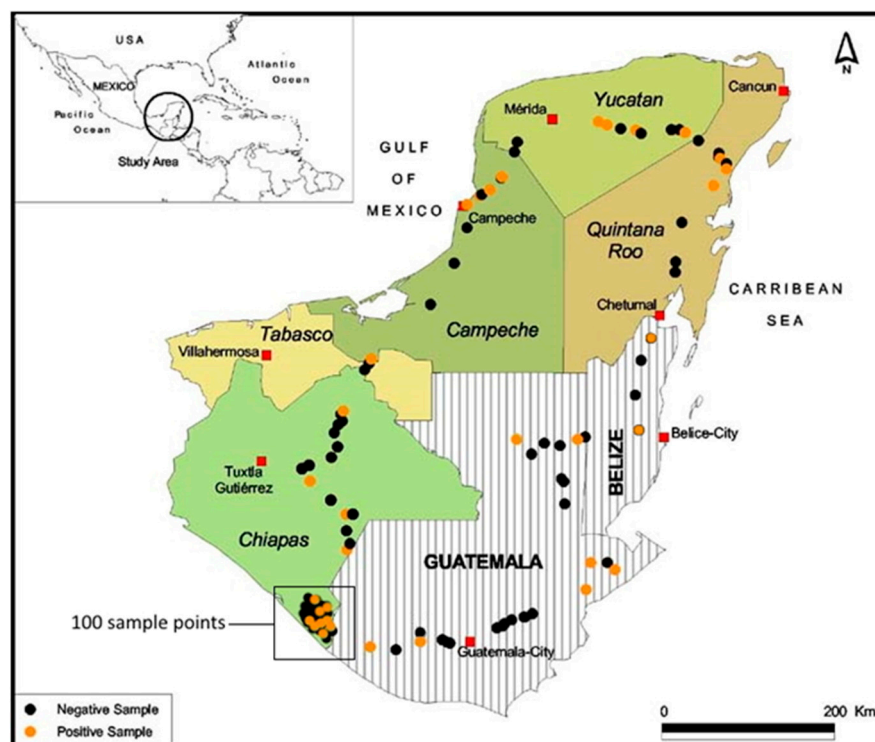 USA
Atlantic
Ocean
MEXICO
Pacific
Ocean
Study Area
N
GULF
OF
MEXICO
Mérida
Yucatan
Cancun
Campeche
Quintana
Roo
Chetumal
CARRIBEAN
SEA
Campeche
Tabasco
Villahermosa
Tuxtla
Gutiérrez
Chiapas
BELIZE
Belice-City
GUATEMALA
100 sample points
Guatemala-City
Negative Sample
Positive Sample
0
200 Km